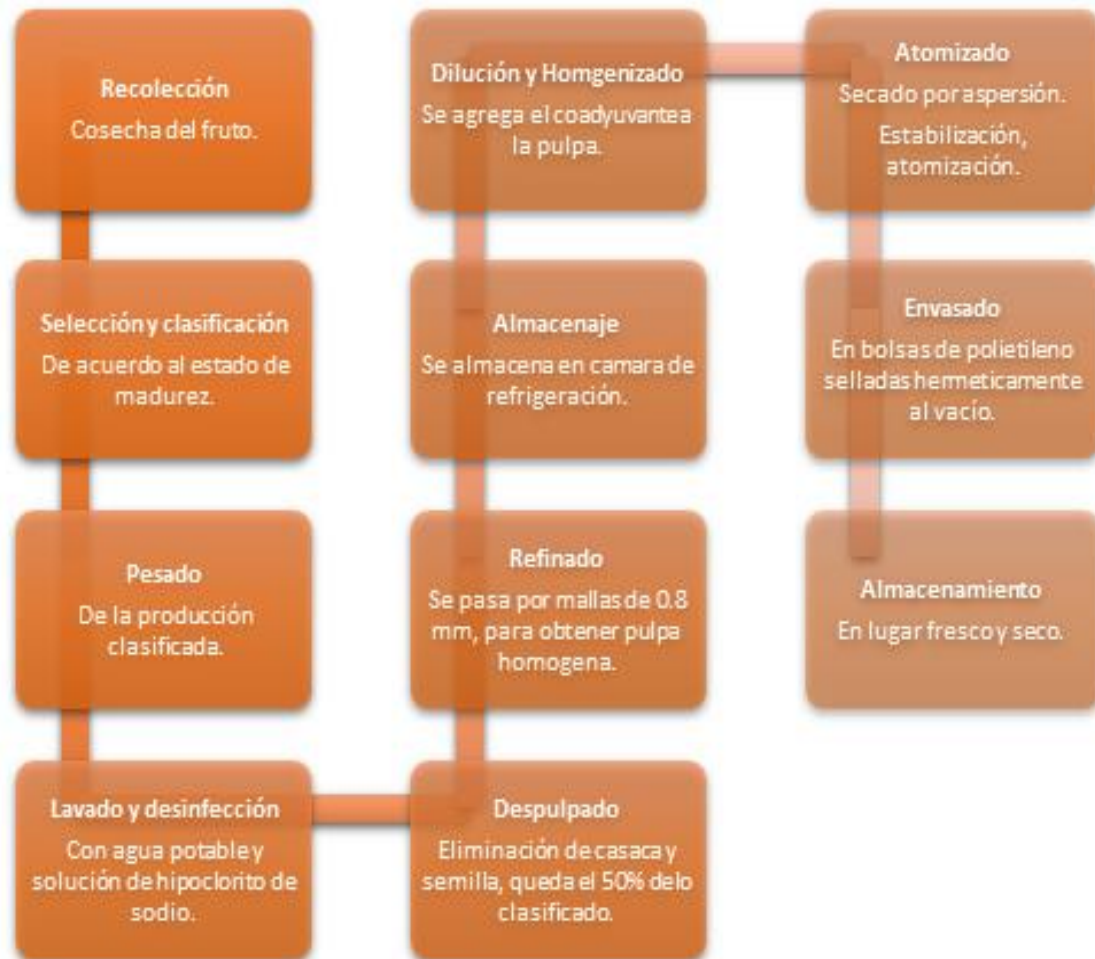 Recolección
Cosecha del fruto.
Selección y clasificación
De acuerdo al estado de
madurez.
Pesado
De la producción
clasificada.
Lavado y desinfección
Con agua potable y
solución de hipoclorito de
sodio.
Despulpado
Eliminación de casaca y
semilla, queda el 50% delo
clasificado.
Refinado
Se pasa por mallas de 0.8
mm, para obtener pulpa
homogena.
Almacenaje
Se almacena en camara de
refrigeración.
Dilución y Homgenizado
Se agrega el coadyuvantea
la pulpa.
Atomizado
Secado por aspersión.
Estabilización,
atomización.
Envasado
En bolsas de polietileno
selladas hermeticamente
al vacío.
Almacenamiento
En lugar fresco y seco.